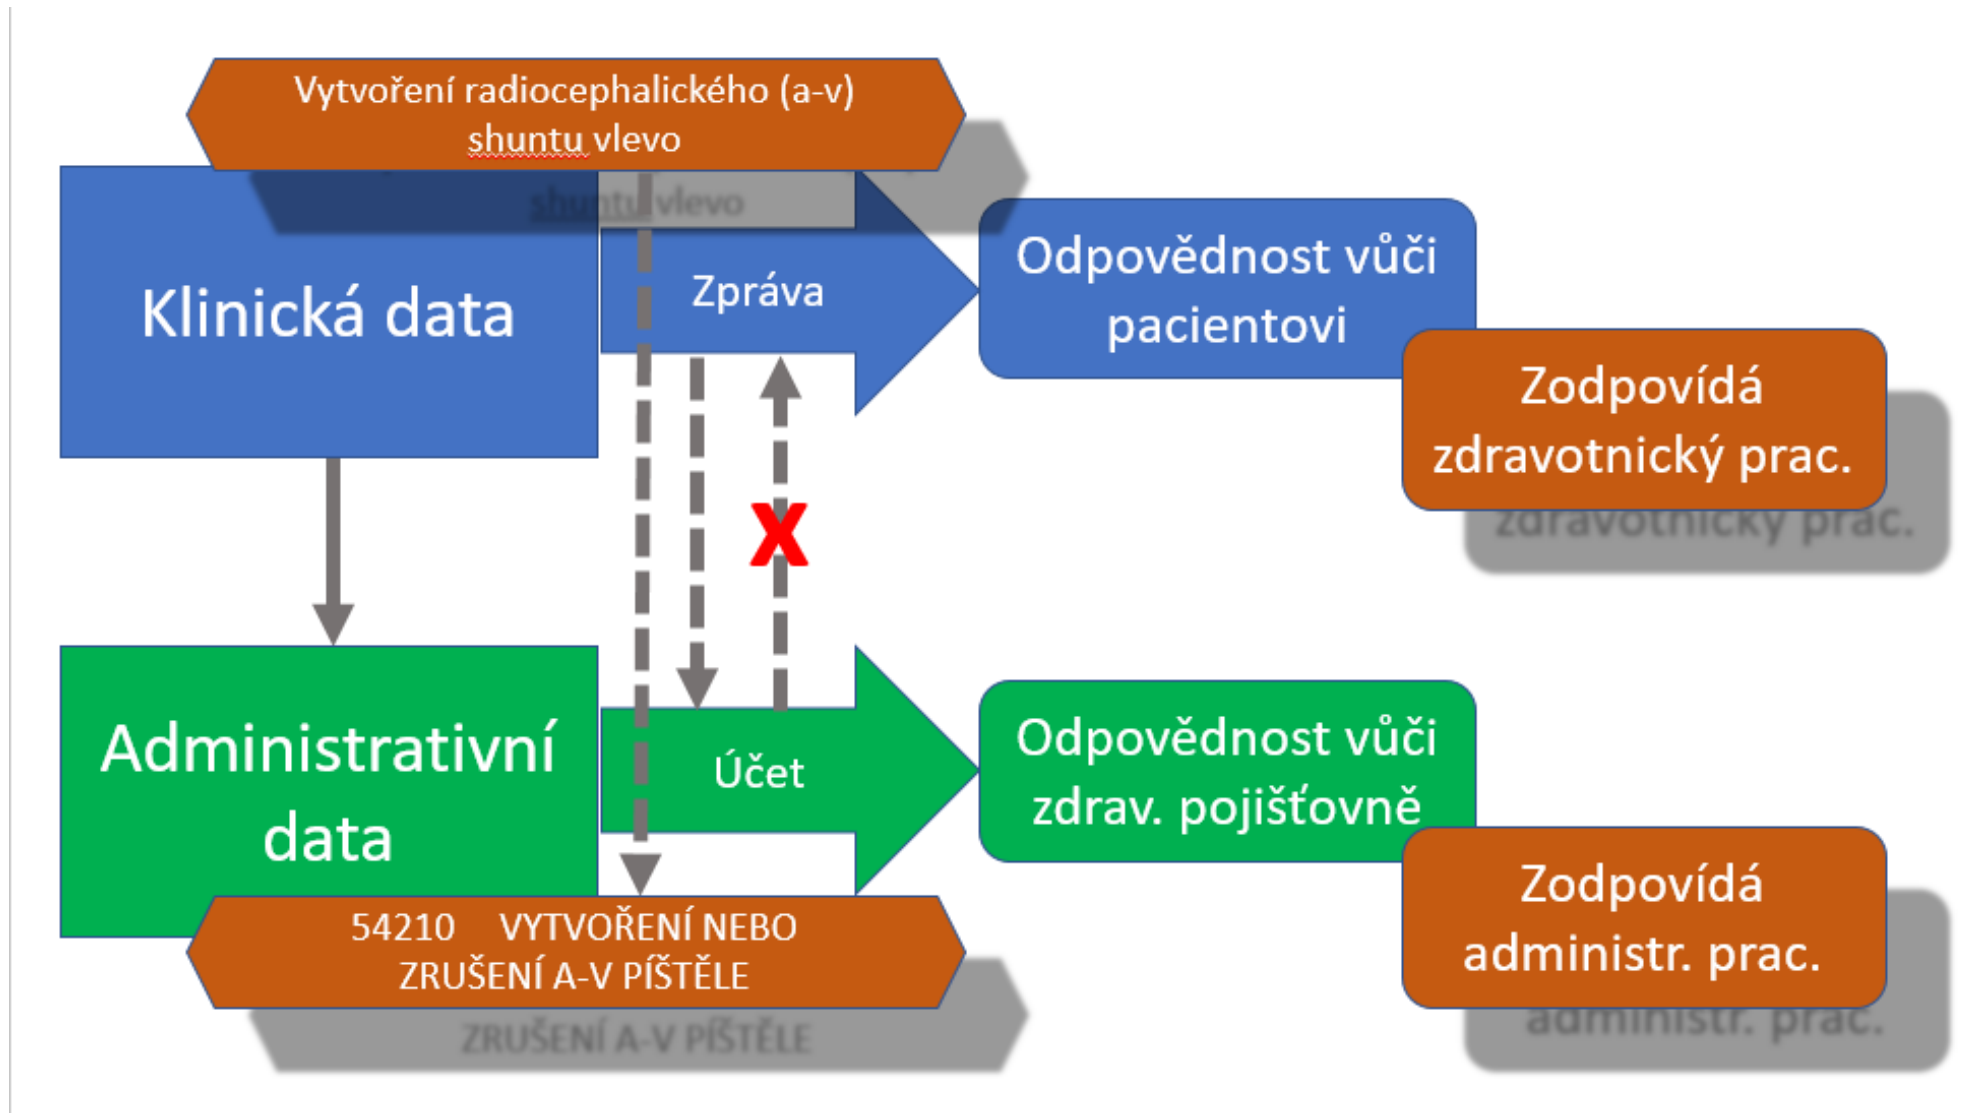 Vytvoření radiocephalického (a-v)
shuntu vlevo
Klinická data
Zpráva
Odpovědnost vůči
pacientovi
Zodpovídá
zdravotnický prac.
Administrativní
data
Účet
Odpovědnost vůči
zdrav. pojišťovně
Zodpovídá
administr. prac.
54210 VYTVOŘENÍ NEBO
ZRUŠENÍ A-V PÍŠTĚLE